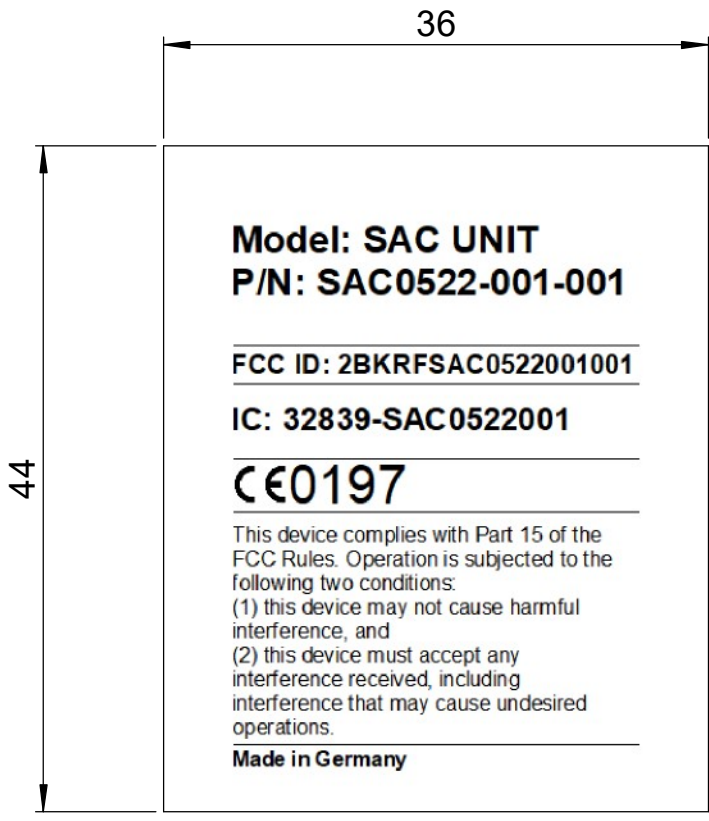 36
44
Model: SAC UNIT
P/N: SAC0522-001-001
FCC ID: 2BKRFSAC0522001001
IC: 32839-SAC0522001
CE0197
This device complies with Part 15 of the
FCC Rules. Operation is subjected to the
following two conditions:
(1) this device may not cause harmful
interference, and
(2) this device must accept any
interference received, including
interference that may cause undesired
operations.
Made in Germany